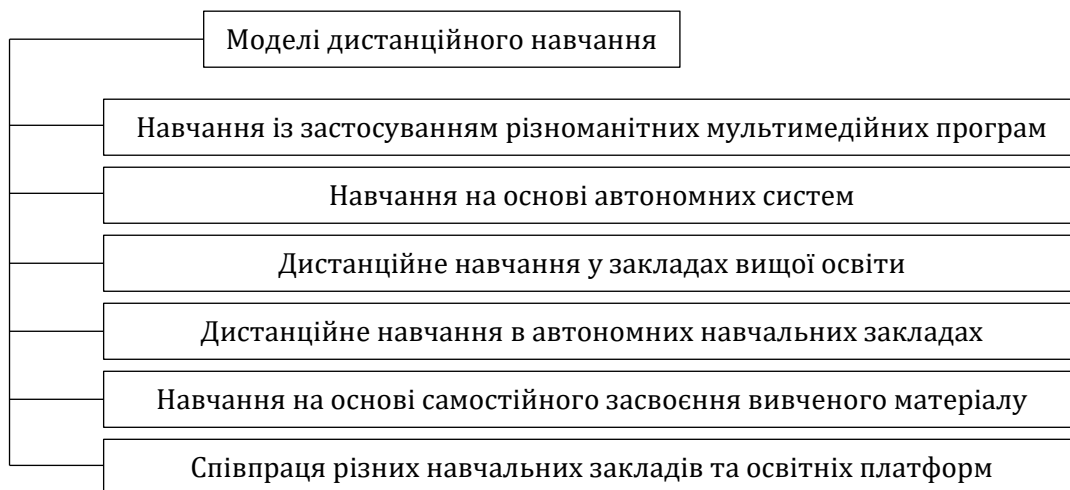 Моделі дистанційного навчання
Навчання із застосуванням різноманітних мультимедійних програм
Навчання на основі автономних систем
Дистанційне навчання у закладах вищої освіти
Дистанційне навчання в автономних навчальних закладах
Навчання на основі самостійного засвоєння вивченого матеріалу
Співпраця різних навчальних закладів та освітніх платформ